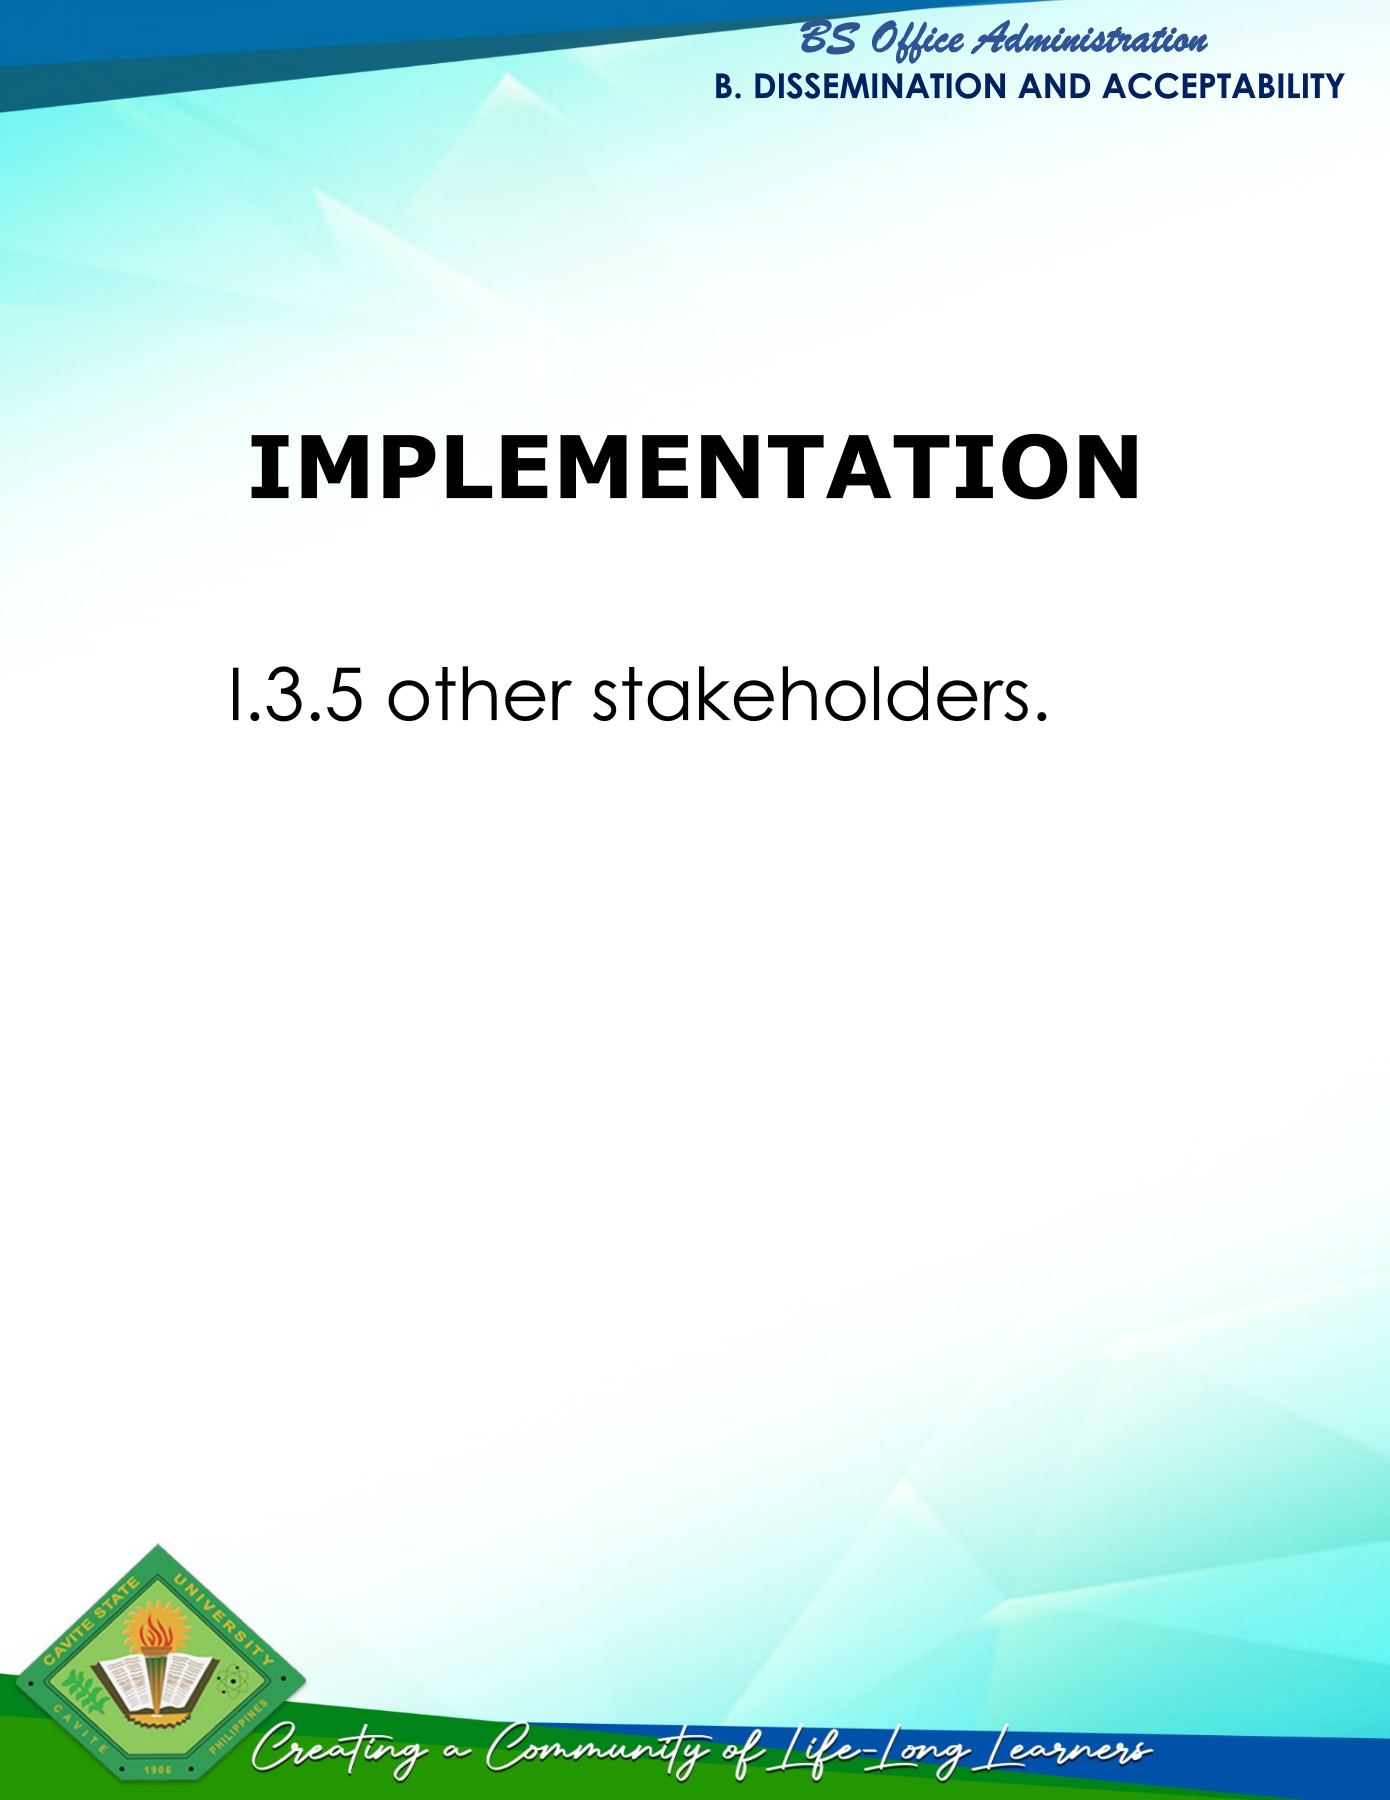 BS Office Administration
B. DISSEMINATION AND ACCEPTABILITY
IMPLEMENTATION
I.3.5 other stakeholders.
CAVITE STATE UNIVERSITY
CAVITE
PHILIPPINES
1906
Creating a Community of Life-Long Learners